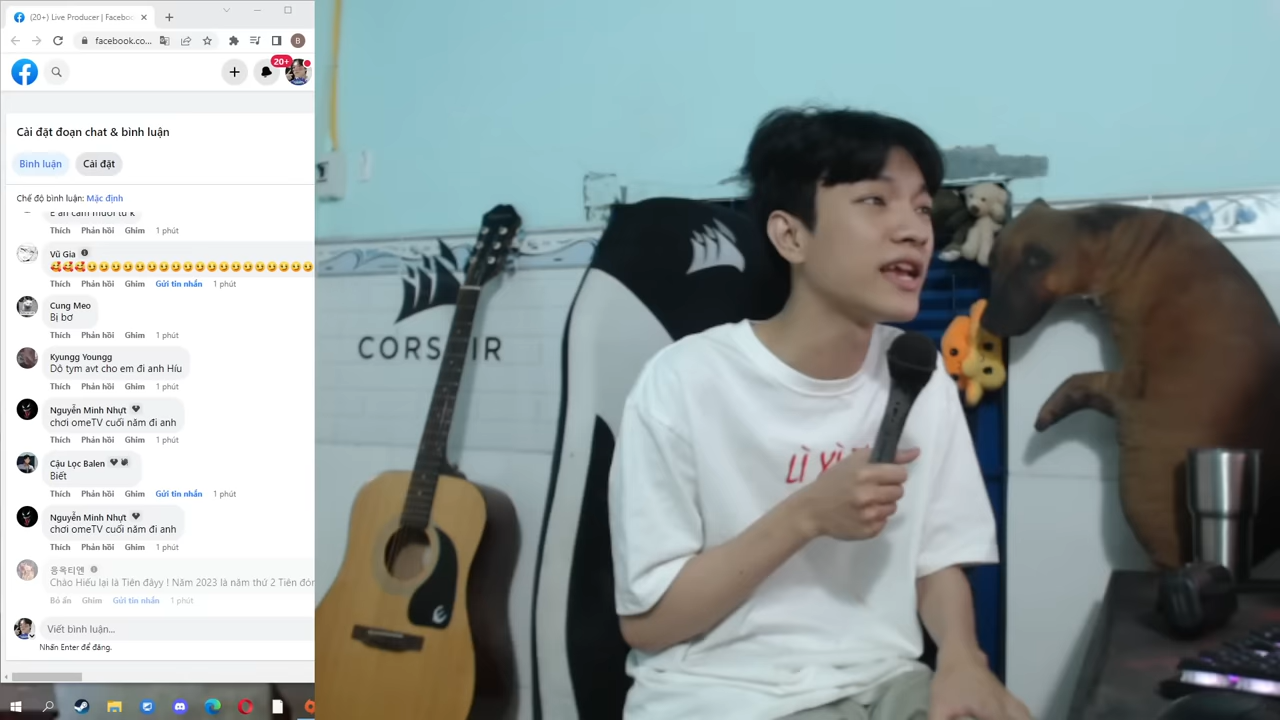 (20+) Live Producer | Faceboo
facebook.co...
20+
B
Cài đặt đoạn chat & bình luận
Bình luận
Cài đặt
Chế độ bình luận: Mặc định
Thích Phản hồi Ghim 1 phút
Vũ Gia
Thích Phản hồi Ghim Gửi tin nhắn 1 phút
Cung Meo
Bị bơ
Thích Phản hồi Ghim 1 phút
Kyungg Youngg
Dô tym avt cho em đi anh Híu
Thích Phản hồi Ghim 1 phút
Nguyễn Minh Nhựt
chơi omeTV cuối năm đi anh
Thích Phản hồi Ghim 1 phút
Cậu Lọc Balen
Biết
Thích Phản hồi Ghim Gửi tin nhắn 1 phút
Nguyễn Minh Nhựt
chơi omeTV cuối năm đi anh
Thích Phản hồi Ghim 1 phút
응옥티엔
Chào Hiếu lại là Tiên đâyy ! Năm 2023 là năm thứ 2 Tiên đón
Bỏ ẩn Ghim Gửi tin nhắn 1 phút
Viết bình luận...
Nhấn Enter để đăng.
CORSAIR
LÌ XÌ